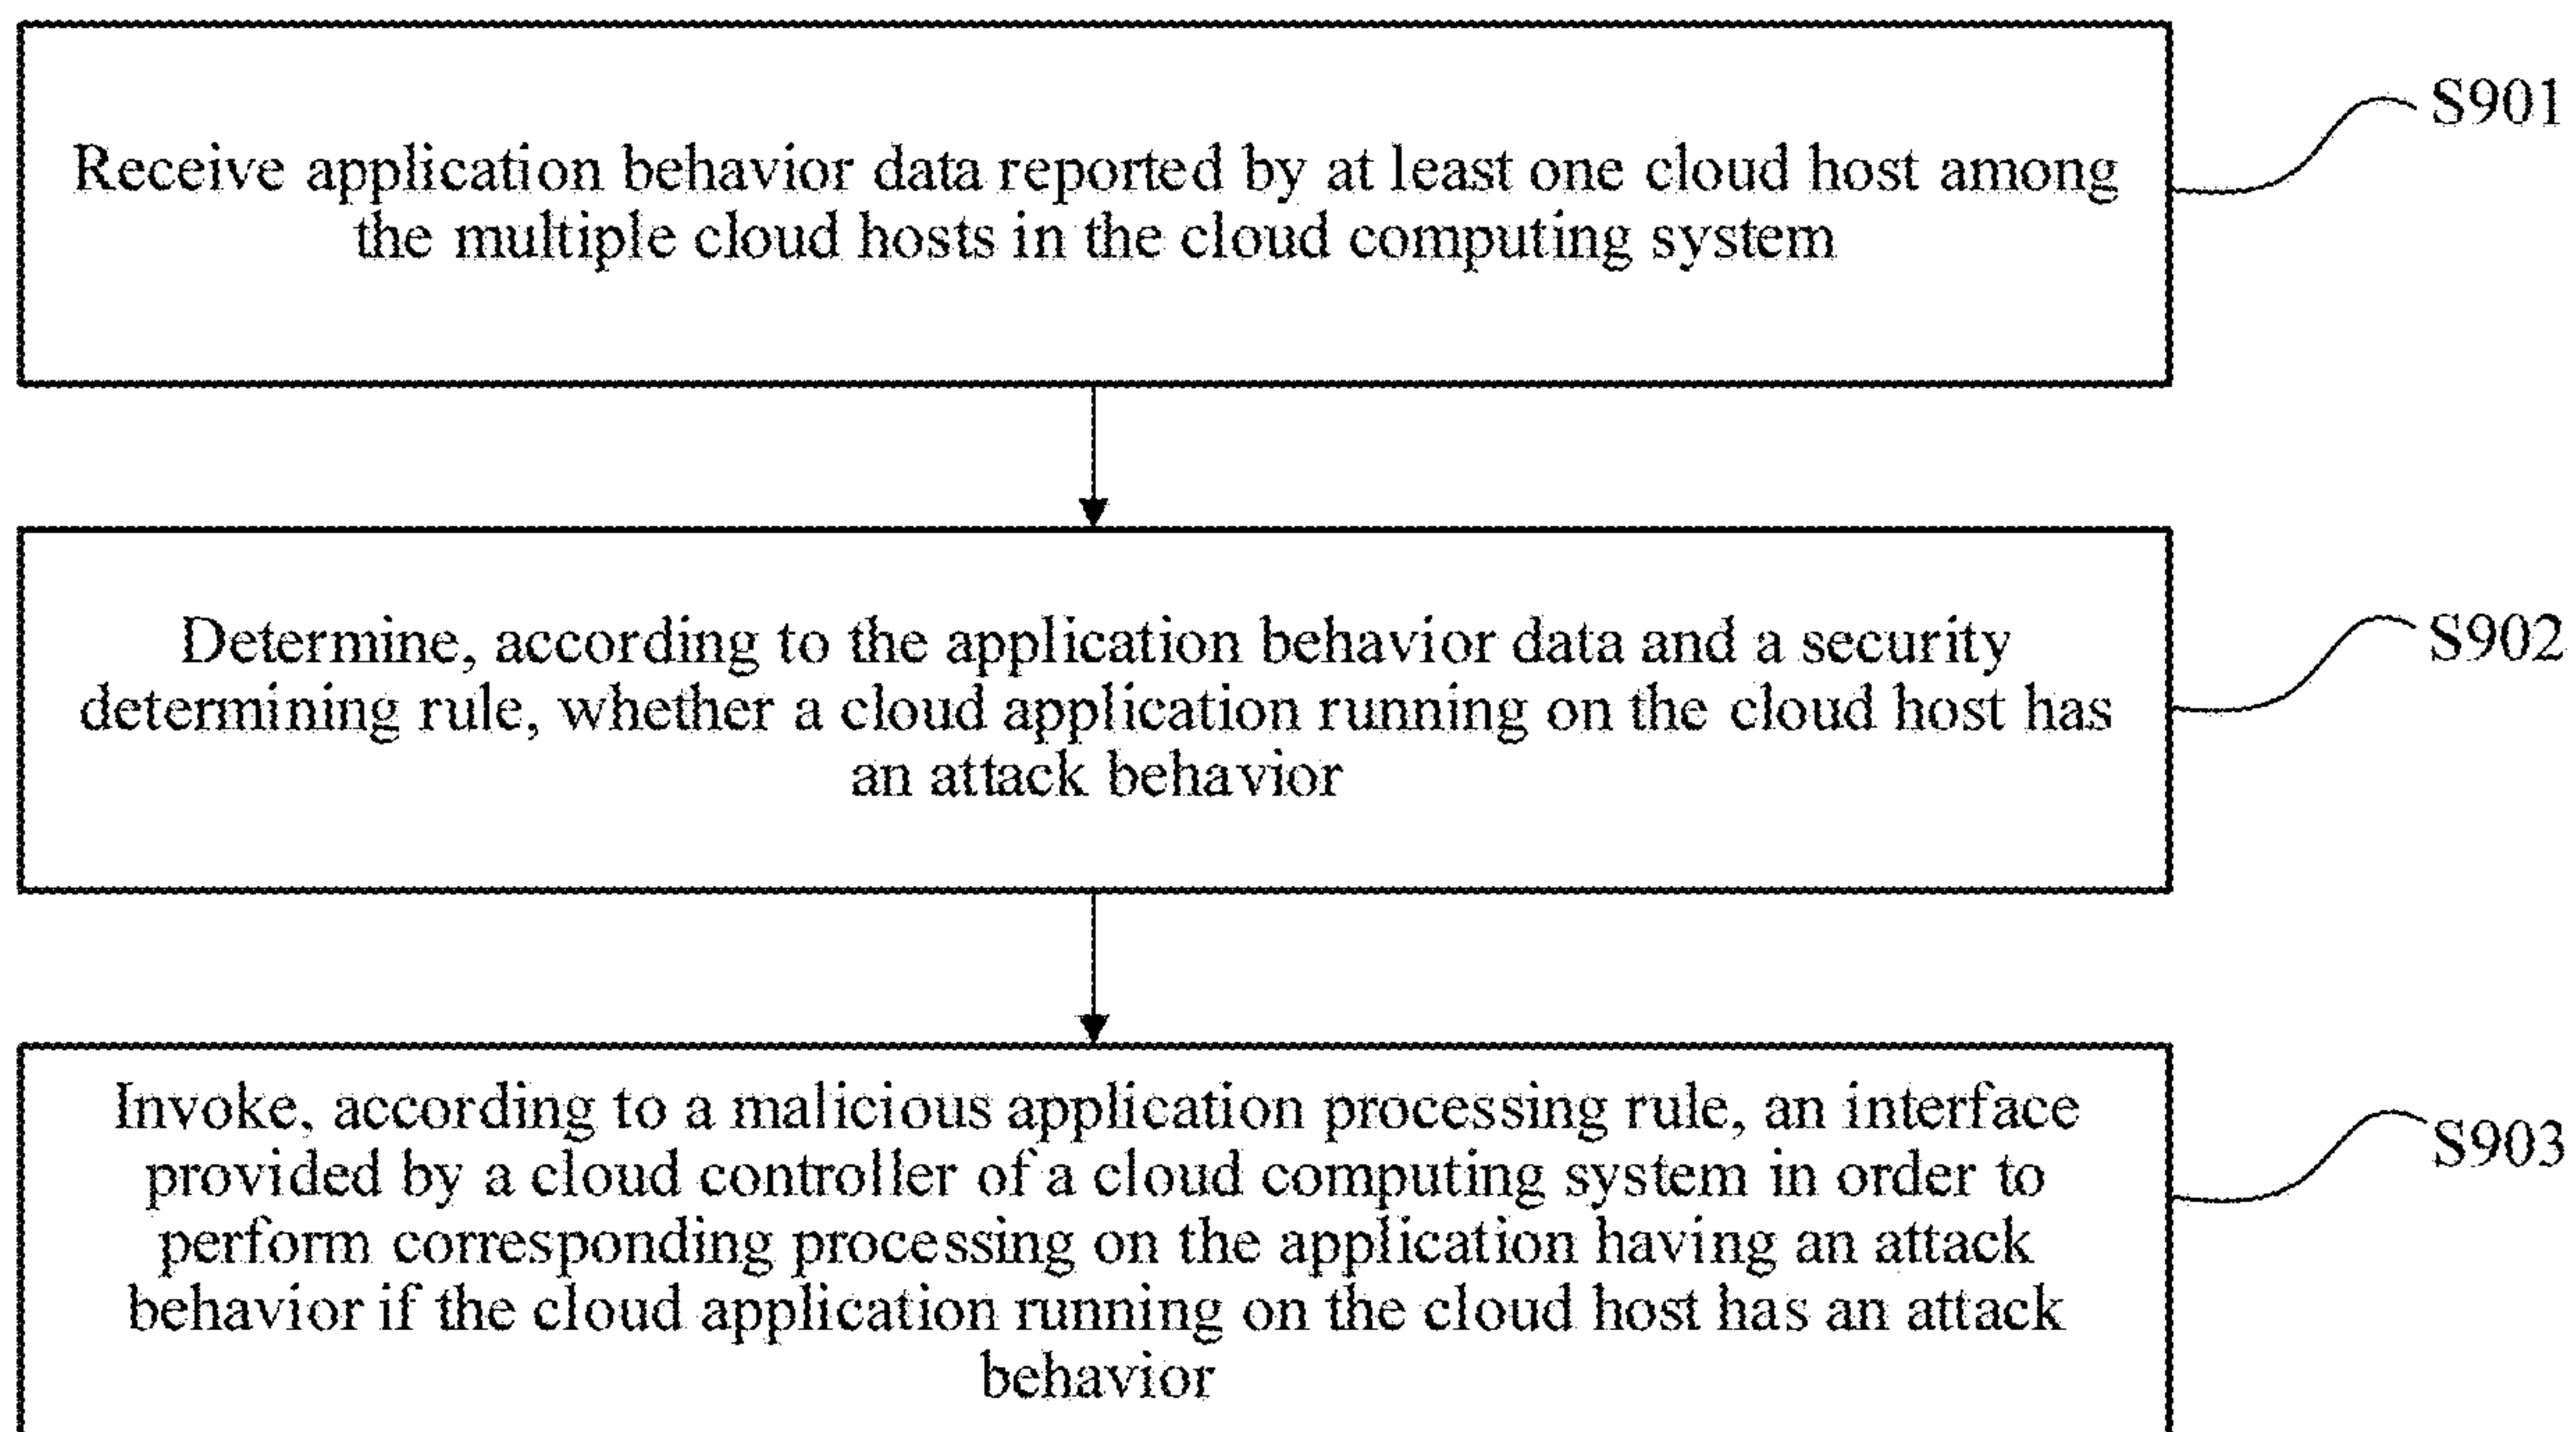 S901
Receive application behavior data reported by at least one cloud host among
the multiple cloud hosts in the cloud computing system
S902
Determine, according to the application behavior data and a security
determining rule, whether a cloud application running on the cloud host has
an attack behavior
S903
Invoke, according to a malicious application processing rule, an interface
provided by a cloud controller of a cloud computing system in order to
perform corresponding processing on the application having an attack
behavior if the cloud application running on the cloud host has an attack
behavior